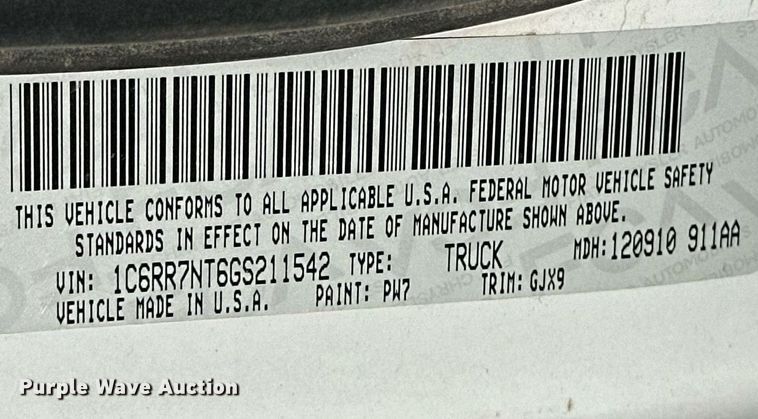 THIS VEHICLE CONFORMS TO ALL APPLICABLE U.S.A. FEDERAL MOTOR VEHICLE SAFETY
STANDARDS IN EFFECT ON THE DATE OF MANUFACTURE SHOWN ABOVE.
VIN: 1C6RR7NT6GS211542 TYPE: TRUCK MDH:120910 911AA
VEHICLE MADE IN U.S.A. PAINT: PW7 TRIM: GJX9
Purple Wave Auction